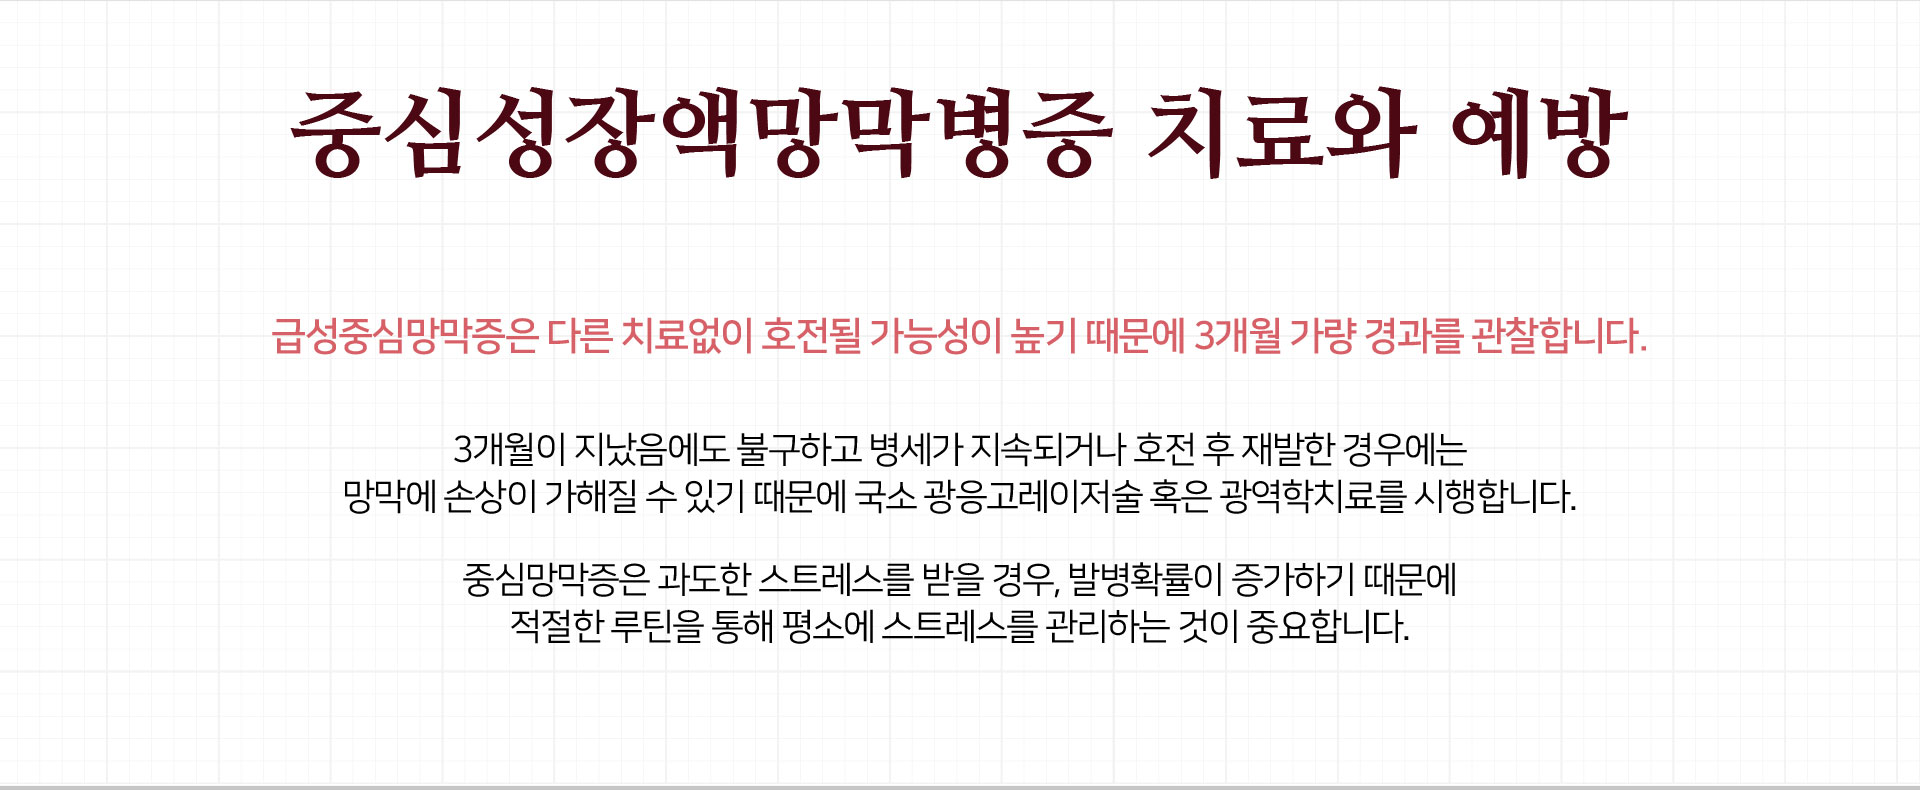 중심성장액망막병증 치료와 예방
급성중심망막증은 다른 치료없이 호전될 가능성이 높기 때문에 3개월 가량 경과를 관찰합니다.
3개월이 지났음에도 불구하고 병세가 지속되거나 호전 후 재발한 경우에는
망막에 손상이 가해질 수 있기 때문에 국소 광응고레이저술 혹은 광역학치료를 시행합니다.
중심망막증은 과도한 스트레스를 받을 경우, 발병확률이 증가하기 때문에
적절한 루틴을 통해 평소에 스트레스를 관리하는 것이 중요합니다.